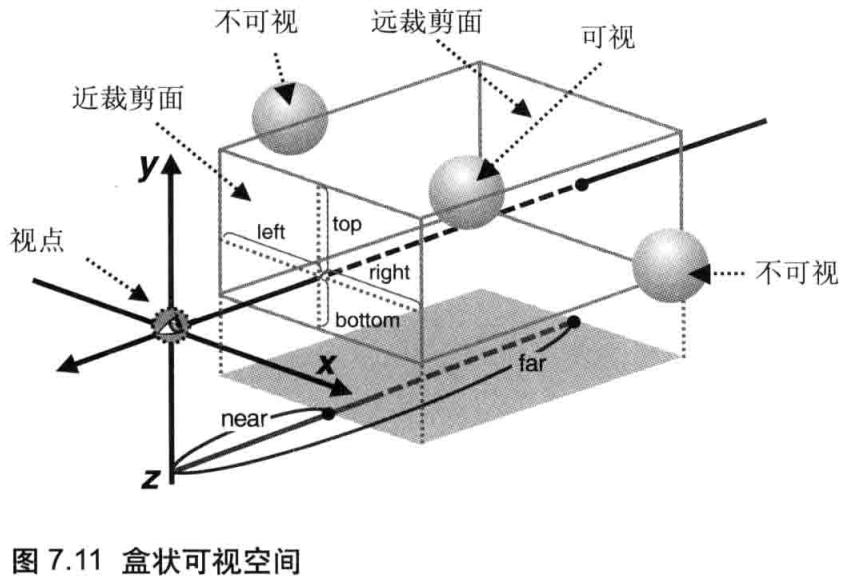 不可视
远裁剪面
可视
近裁剪面
y
left
top
视点
right
不可视
bottom
x
far
near
z
图 7.11 盒状可视空间